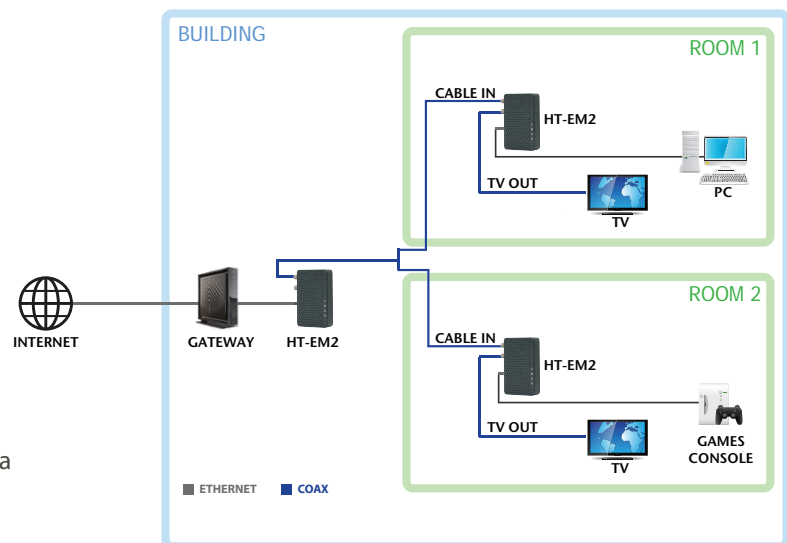 BUILDING
ROOM 1
CABLE IN
HT-EM2
TV OUT
PC
TV
INTERNET
GATEWAY
HT-EM2
ROOM 2
CABLE IN
HT-EM2
TV OUT
TV
GAMES
CONSOLE
a
ETHERNET COAX